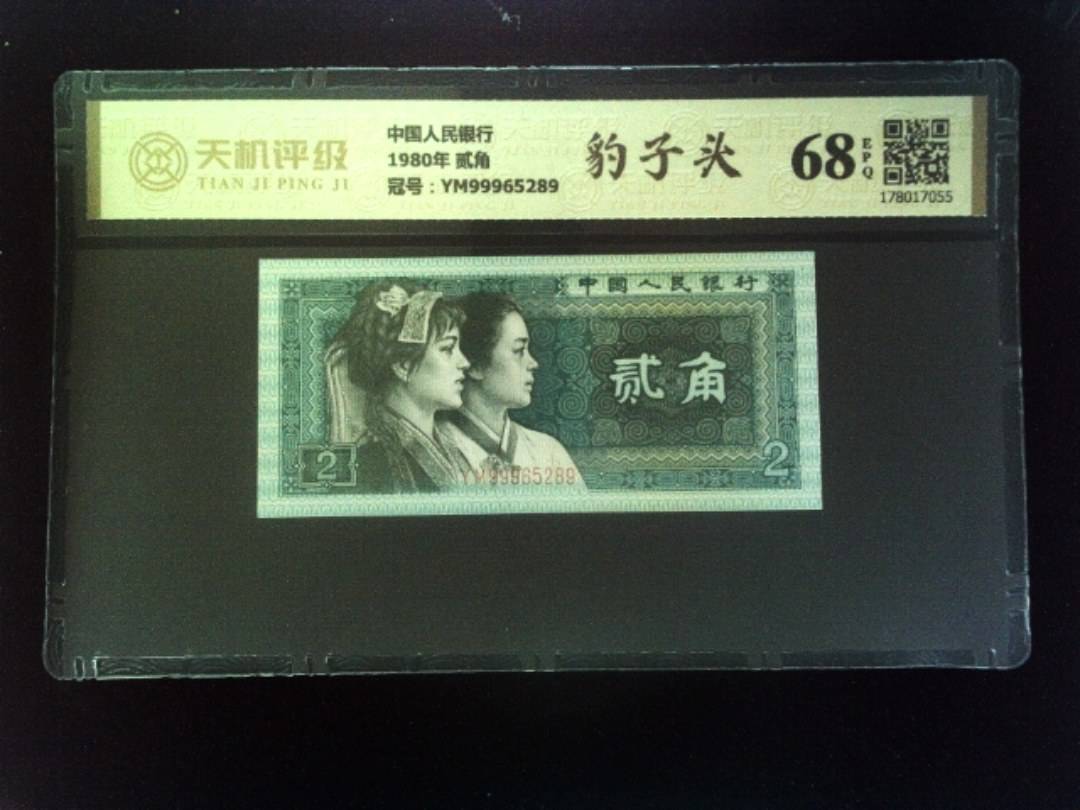 天机评级
TIAN JI PING JI
中国人民银行
1980年 贰角
冠号：YM99965289
豹子头
68
EPQ
178017055
中国人民银行
贰角
2
YM99965289
2